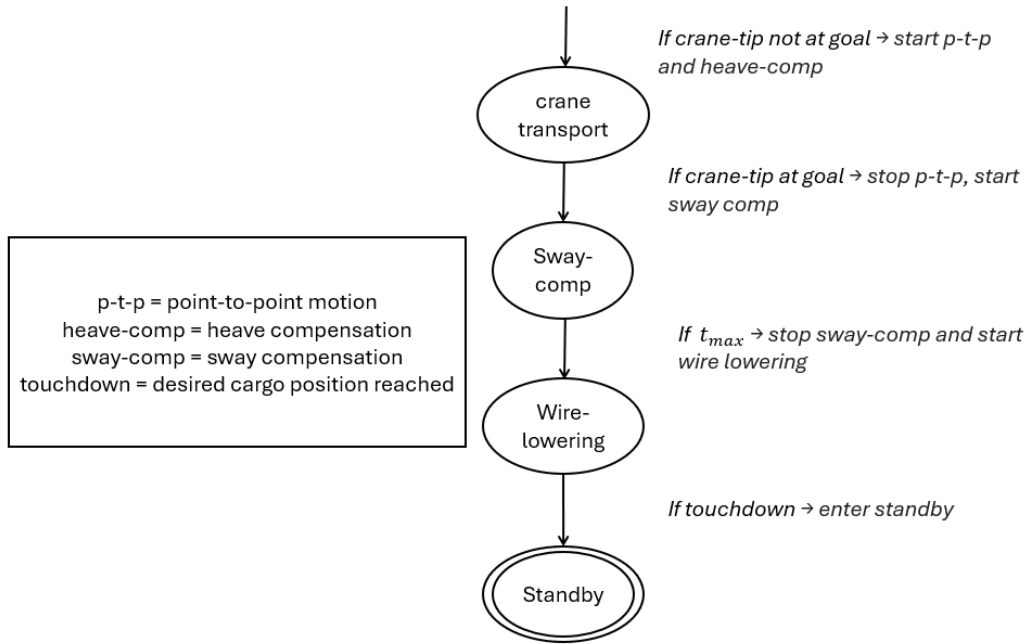 If crane-tip not at goal → start p-t-p
and heave-comp
crane
transport
If crane-tip at goal → stop p-t-p, start
sway comp
Sway-
comp
p-t-p = point-to-point motion
heave-comp = heave compensation
sway-comp = sway compensation
touchdown = desired cargo position reached
If t_max → stop sway-comp and start
wire lowering
Wire-
lowering
If touchdown → enter standby
Standby